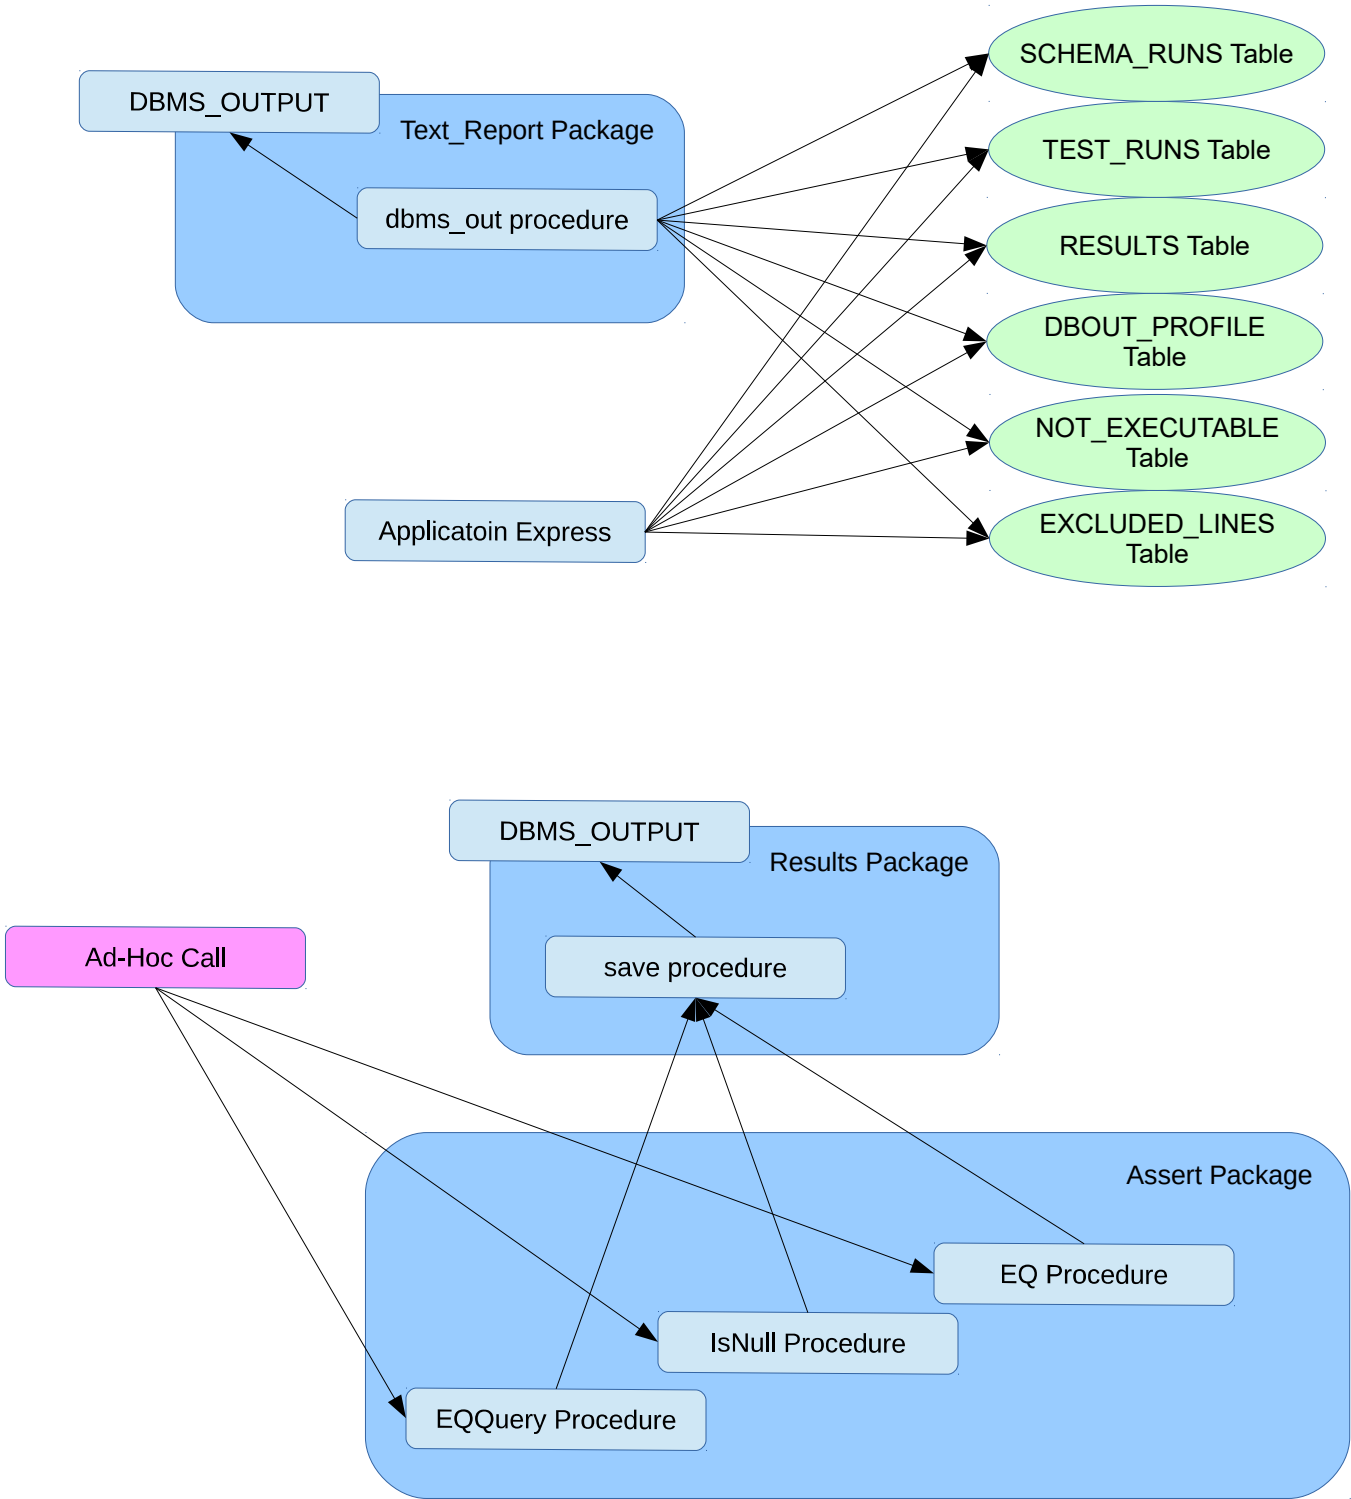 SCHEMA_RUNS Table
DBMS_OUTPUT
Text_Report Package
TEST_RUNS Table
dbms_out procedure
RESULTS Table
DBOUT_PROFILE
Table
NOT_EXECUTABLE
Table
Applicatoin Express
EXCLUDED_LINES
Table
DBMS_OUTPUT
Results Package
Ad-Hoc Call
save procedure
Assert Package
EQ Procedure
IsNull Procedure
EQQuery Procedure